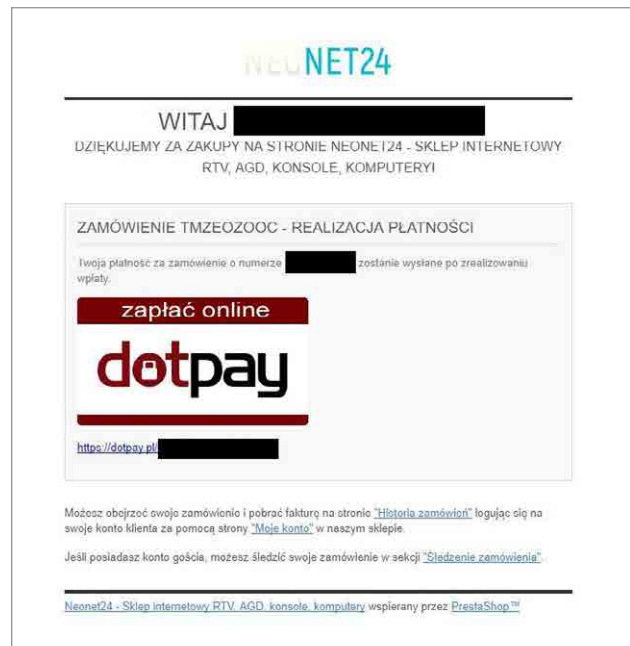 NEONET24
WITAJ
DZIĘKUJEMY ZA ZAKUPY NA STRONIE NEONET24 - SKLEP INTERNETOWY
RTV, AGD, KONSOLE, KOMPUTERY!
ZAMÓWIENIE TMZEOZOOC - REALIZACJA PŁATNOŚCI
Twoja płatność za zamówienie o numerze zostanie wysłane po zrealizowaniu
wpłaty.
zapłać online
dotpay
https://dotpay.pl/
Możesz obejrzeć swoje zamówienie i pobrać fakturę na stronie "Historia zamówień" logując się na
swoje konto klienta za pomocą strony "Moje konto" w naszym sklepie.
Jeśli posiadasz konto gościa, możesz śledzić swoje zamówienie w sekcji "Śledzenie zamówienia".
Neonet24 - Sklep internetowy RTV, AGD, konsole, komputery wspierany przez PrestaShop™